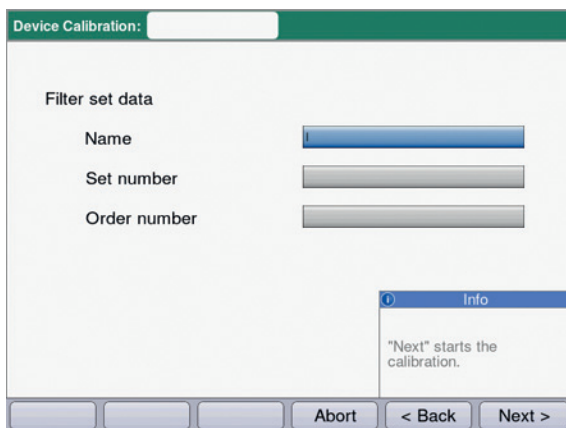 Device Calibration:
Filter set data
Name
Set number
Order number
Info
"Next" starts the
calibration.
Abort
< Back
Next >